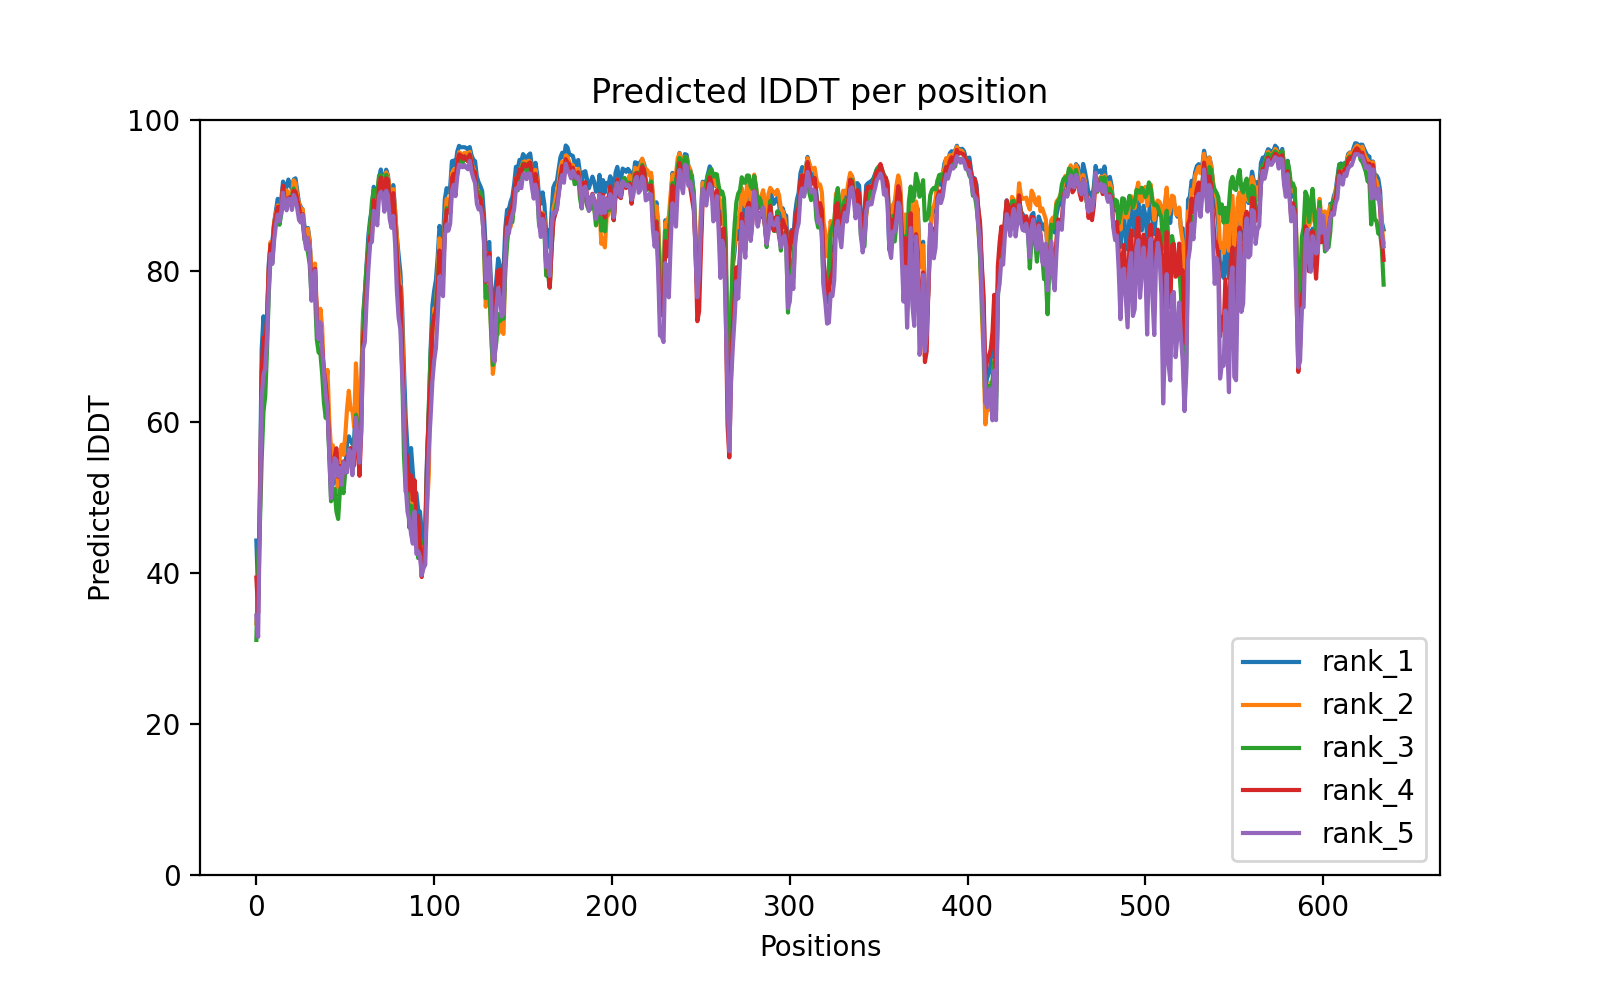 Predicted lDDT per position
Predicted lDDT
100
80
60
40
20
0
0 100 200 300 400 500 600
Positions
rank_1
rank_2
rank_3
rank_4
rank_5